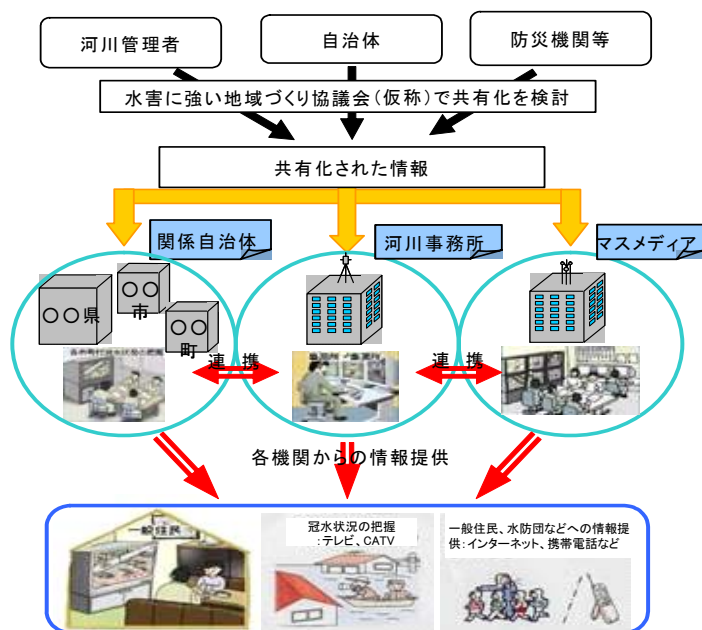 河川管理者
自治体
防災機関等
水害に強い地域づくり協議会(仮称)で共有化を検討
共有化された情報
関係自治体
河川事務所
マスメディア
○○県
○○市
○○町
連 携
連 携
各機関からの情報提供
一般住民
冠水状況の把握
:テレビ、CATV
一般住民、水防団などへの情報提
供:インターネット、携帯電話など